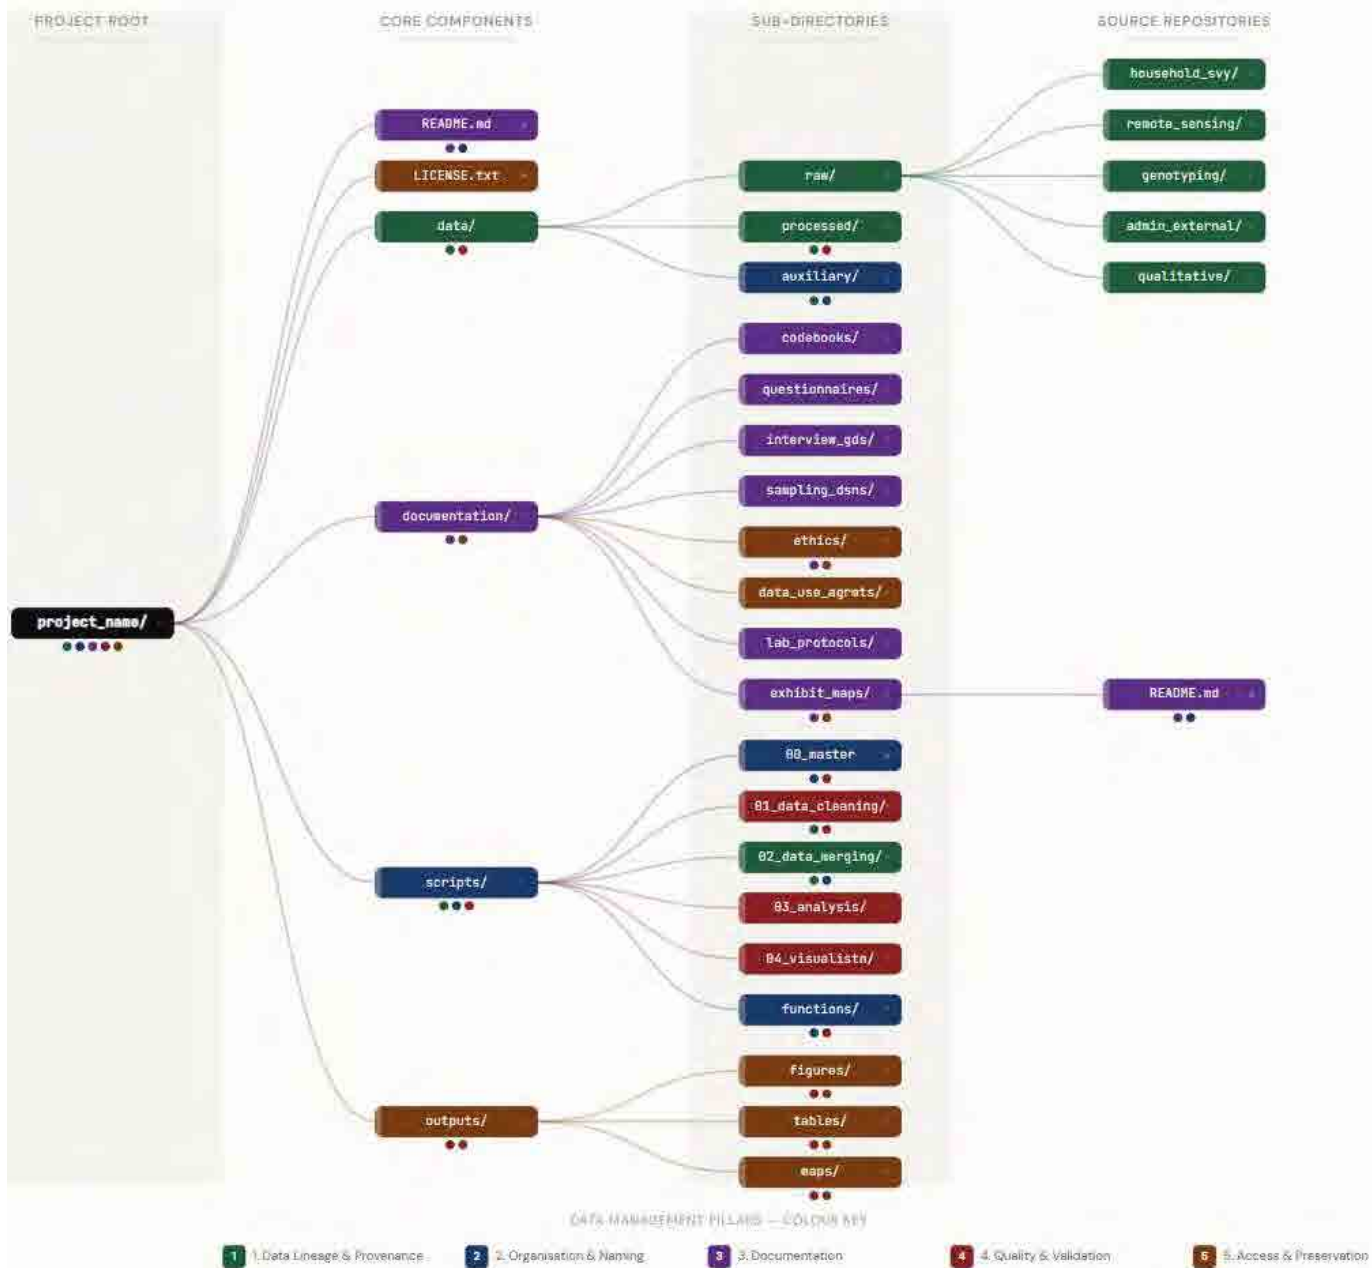 PROJECT ROOT
CORE COMPONENTS
SUB-DIRECTORIES
SOURCE REPOSITORIES
household_svy/
README.md
remote_sensing/
LICENSE.txt
raw/
genotyping/
data/
processed/
admin_external/
auxiliary/
qualitative/
codebooks/
questionnaires/
interview_gds/
sampling_dsns/
documentation/
ethics/
data_use_agrmts/
project_name/
lab_protocols/
exhibit_maps/
README.md
00_master
01_data_cleaning/
02_data_merging/
scripts/
03_analysis/
04_visualistn/
functions/
figures/
outputs/
tables/
maps/
DATA MANAGEMENT PILLARS — COLOUR KEY
1 1. Data Lineage & Provenance
2 2. Organisation & Naming
3 3. Documentation
4 4. Quality & Validation
5 5. Access & Preservation